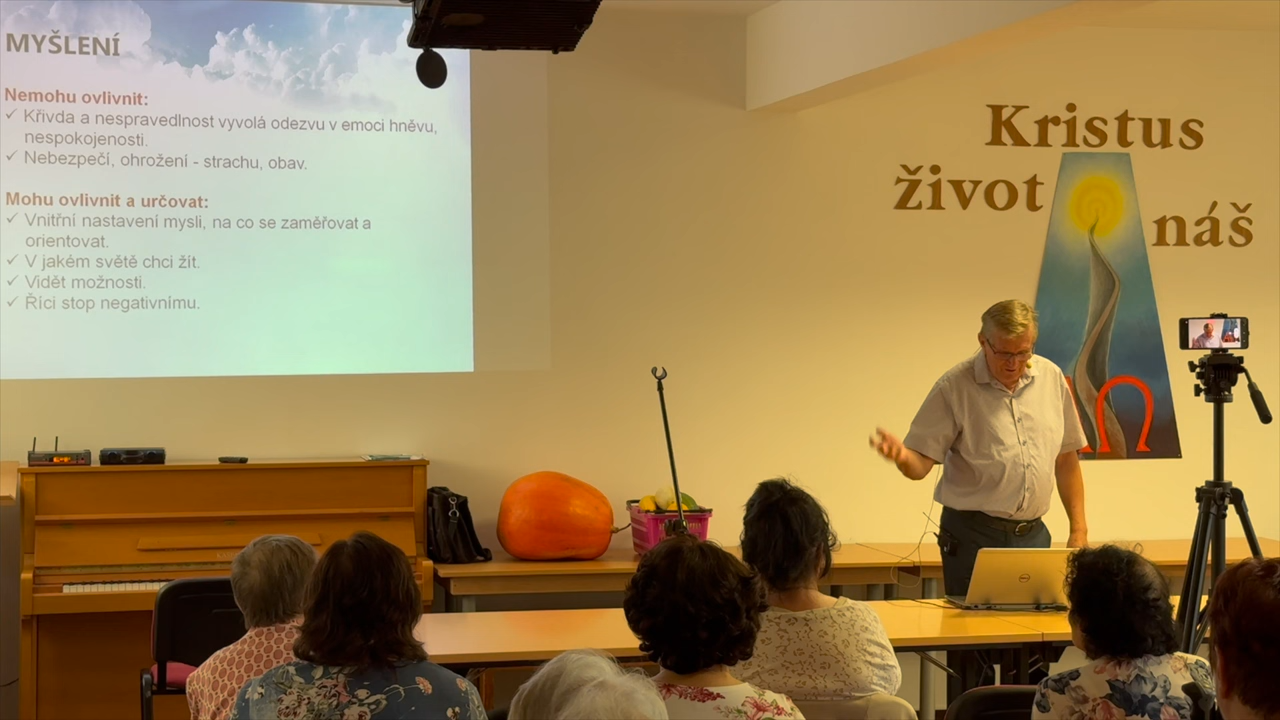 MYŠLENÍ
Nemohu ovlivnit:
✓ Křivda a nespravedlnost vyvolá odezvu v emoci hněvu,
nespokojenosti.
✓ Nebezpečí, ohrožení - strachu, obav.
Mohu ovlivnit a určovat:
✓ Vnitřní nastavení mysli, na co se zaměřovat a
orientovat.
✓ V jakém světě chci žít.
✓ Vidět možnosti.
✓ Říci stop negativnímu.
Kristus
život
náš
Ω
DELL